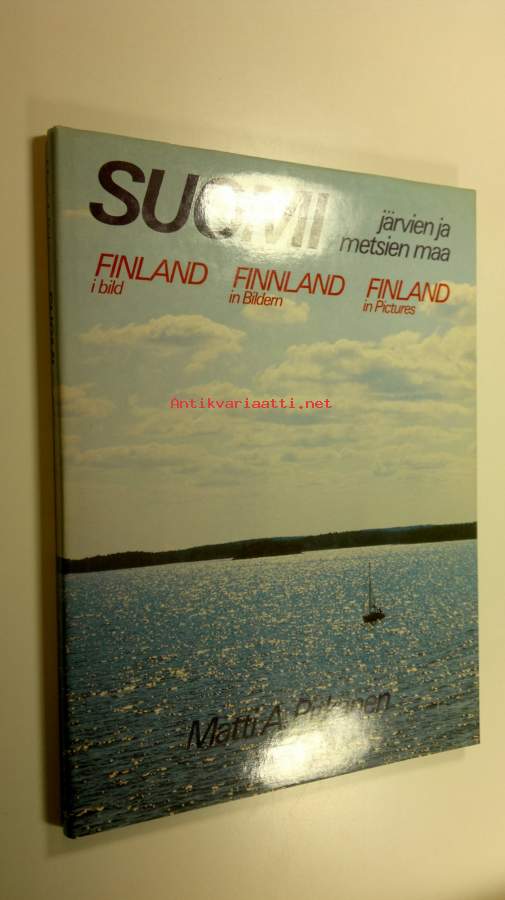 SUOMI
järvien ja
metsien maa
FINLAND
i bild
FINNLAND
in Bildern
FINLAND
in Pictures
Antikvariaatti.net
Matti A. Pitkänen